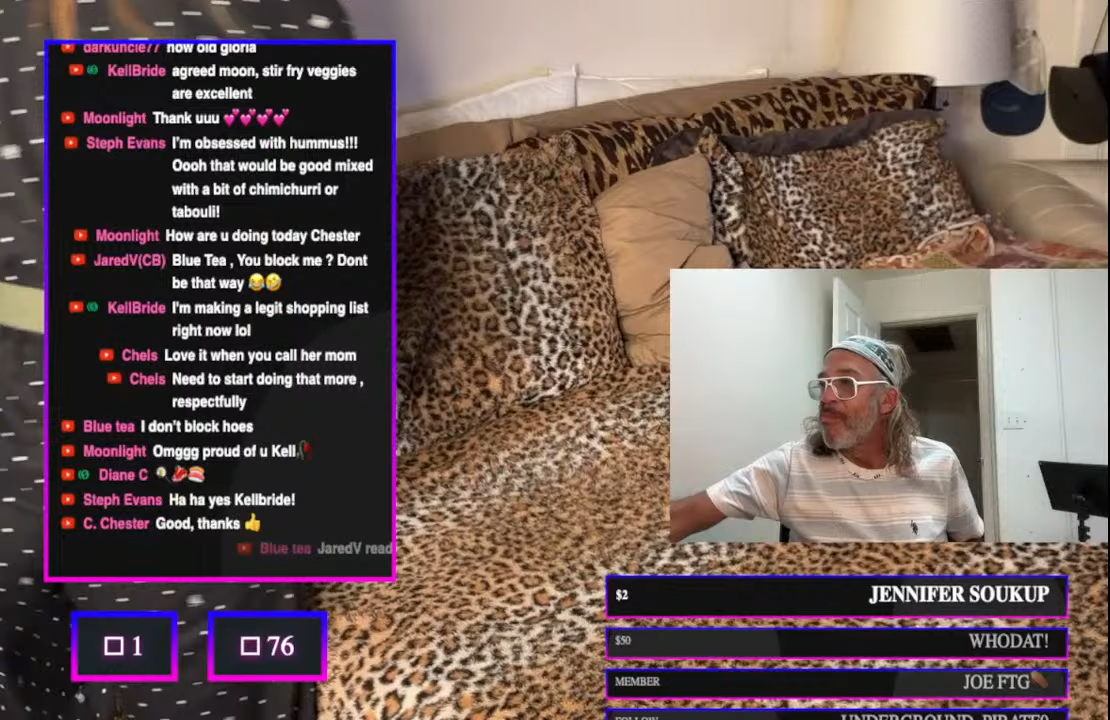 darkuncle77 how old gloria
KellBride agreed moon, stir fry veggies
are excellent
Moonlight Thank uuu 💕💕💕💕
Steph Evans I'm obsessed with hummus!!!
Oooh that would be good mixed
with a bit of chimichurri or
tabouli!
Moonlight How are u doing today Chester
JaredV(CB) Blue Tea , You block me ? Dont
be that way 😂🤣
KellBride I'm making a legit shopping list
right now lol
Chels Love it when you call her mom
Chels Need to start doing that more ,
respectfully
Blue tea I don't block hoes
Moonlight Omggg proud of u Kell🥀
Diane C 🍳🥩🥓
Steph Evans Ha ha yes Kellbride!
C. Chester Good, thanks 👍
Blue tea JaredV read
1
76
$2 JENNIFER SOUKUP
$50 WHODAT!
MEMBER JOE FTG
FOLLOW UNDERGROUND_PIRATES